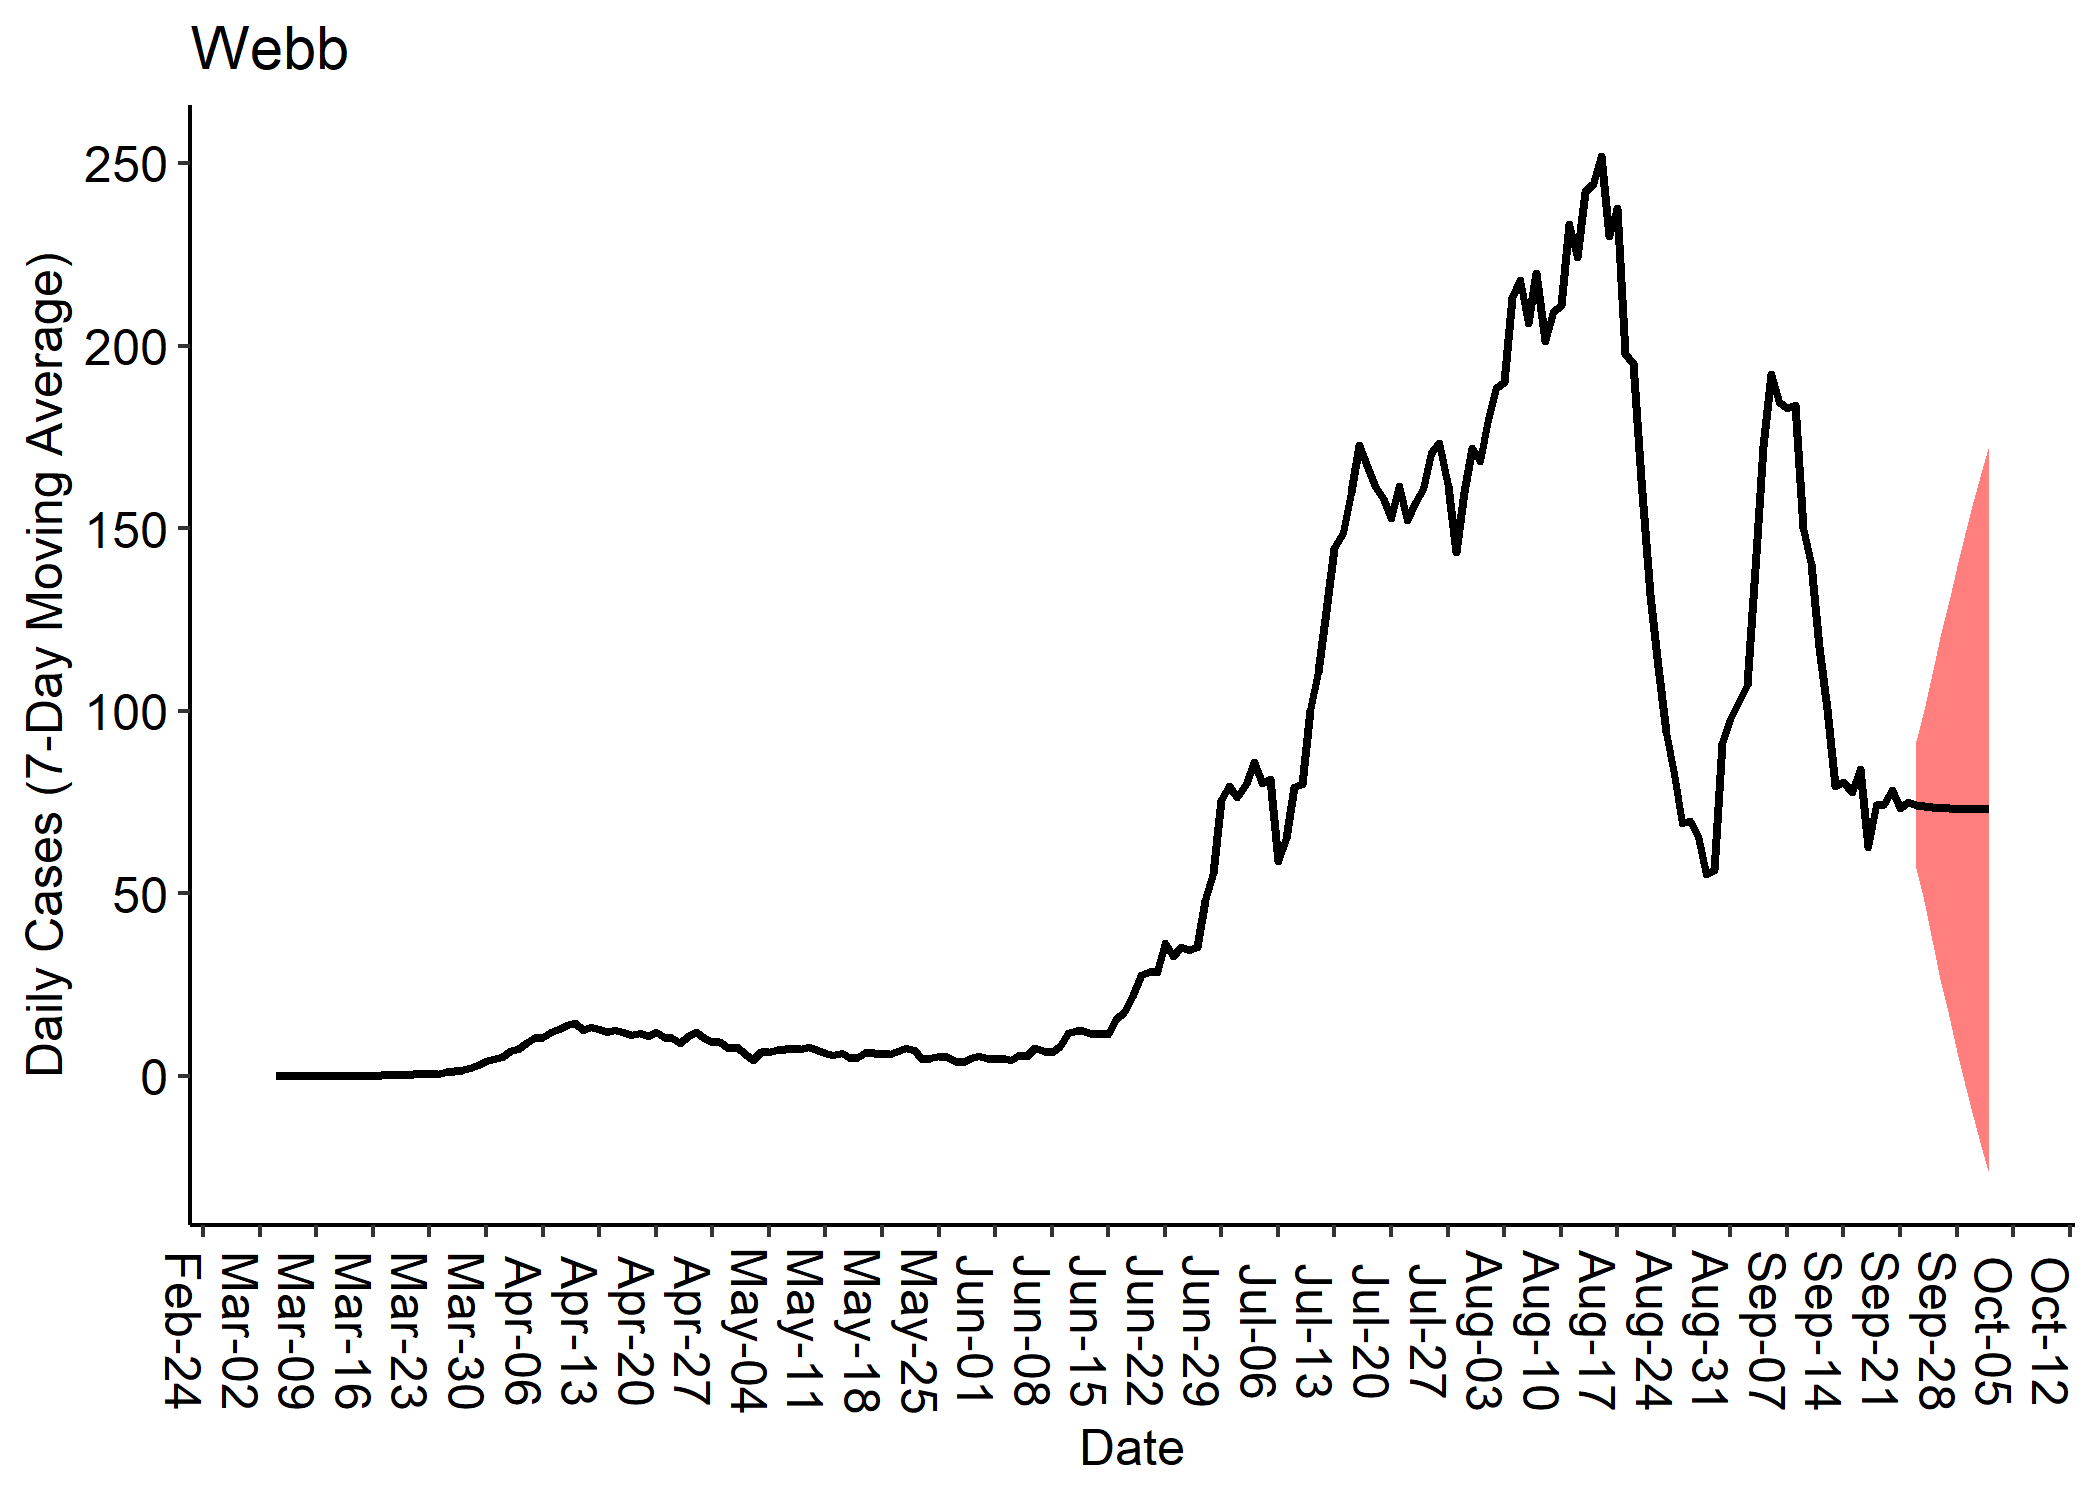 Webb
Daily Cases (7-Day Moving Average)
250
200
150
100
50
0
Feb-24
Mar-02
Mar-09
Mar-16
Mar-23
Mar-30
Apr-06
Apr-13
Apr-20
Apr-27
May-04
May-11
May-18
May-25
Jun-01
Jun-08
Jun-15
Jun-22
Jun-29
Jul-06
Jul-13
Jul-20
Jul-27
Aug-03
Aug-10
Aug-17
Aug-24
Aug-31
Sep-07
Sep-14
Sep-21
Sep-28
Oct-05
Oct-12
Date